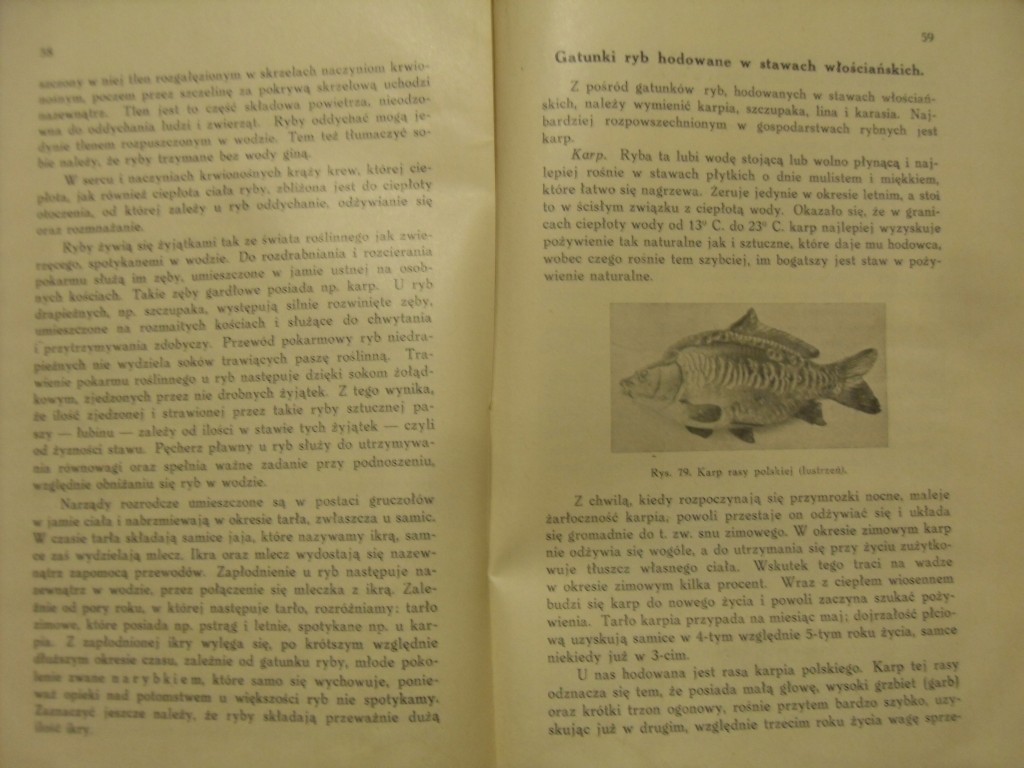 58
w niej tlen rozgałęzionym w skrzelach naczyniom krwio-
nośnym, poczem przez szczelinę za pokrywą skrzelową uchodzi
nazewnątrz. Tlen jest to część składowa powietrza, nieodzo-
wna do oddychania ludzi i zwierząt. Ryby oddychać mogą je-
dynie tlenem rozpuszczonym w wodzie. Tem też tłumaczyć so-
bie należy, że ryby trzymane bez wody giną.
W sercu i naczyniach krwionośnych krąży krew, której cie-
płota, jak również ciepłota ciała ryby, zbliżona jest do ciepłoty
otoczenia, od której zależy u ryb oddychanie, odżywianie się
oraz rozmnażanie.
Ryby żywią się żyjątkami tak ze świata roślinnego jak zwie-
rzęcego, spotykanemi w wodzie. Do rozdrabniania i rozcierania
pokarmu służą im zęby, umieszczone w jamie ustnej na osob-
nych kościach. Takie zęby gardłowe posiada np. karp. U ryb
drapieżnych, np. szczupaka, występują silnie rozwinięte zęby,
umieszczone na rozmaitych kościach i służące do chwytania
i przytrzymywania zdobyczy. Przewód pokarmowy ryb niedra-
pieżnych nie wydziela soków trawiących paszę roślinną. Tra-
wienie pokarmu roślinnego u ryb następuje dzięki sokom żołąd-
kowym, zjedzonych przez nie drobnych żyjątek. Z tego wynika,
że ilość zjedzonej i strawionej przez takie ryby sztucznej pa-
szy — łubinu — zależy od ilości w stawie tych żyjątek — czyli
od żyzności stawu. Pęcherz pławny u ryb służy do utrzymywa-
nia równowagi oraz spełnia ważne zadanie przy podnoszeniu,
względnie obniżaniu się ryb w wodzie.
Narządy rozrodcze umieszczone są w postaci gruczołów
w jamie ciała i nabrzmiewają w okresie tarła, zwłaszcza u samic.
W czasie tarła składają samice jaja, które nazywamy ikrą, sam-
ce zaś wydzielają mlecz. Ikra oraz mlecz wydostają się nazew-
nątrz zapomocą przewodów. Zapłodnienie u ryb następuje na-
zewnątrz w wodzie, przez połączenie się mleczka z ikrą. Zale-
żnie od pory roku, w której następuje tarło, rozróżniamy: tarło
zimowe, które posiada np. pstrąg i letnie, spotykane np. u kar-
pia. Z zapłodnionej ikry wylęga się, po krótszym względnie
dłuższym okresie czasu, zależnie od gatunku ryby, młode poko-
lenie zwane narybkiem, które samo się wychowuje, ponie-
waż opieki nad potomstwem u większości ryb nie spotykamy.
Zaznaczyć jeszcze należy, że ryby składają przeważnie dużą
ilość ikry.
59
Gatunki ryb hodowane w stawach włościańskich.
Z pośród gatunków ryb, hodowanych w stawach włościań-
skich, należy wymienić karpia, szczupaka, lina i karasia. Naj-
bardziej rozpowszechnionym w gospodarstwach rybnych jest
karp.
Karp. Ryba ta lubi wodę stojącą lub wolno płynącą i naj-
lepiej rośnie w stawach płytkich o dnie mulistem i miękkiem,
które łatwo się nagrzewa. Żeruje jedynie w okresie letnim, a stoi
to w ścisłym związku z ciepłotą wody. Okazało się, że w grani-
cach ciepłoty wody od 13° C. do 23° C. karp najlepiej wyzyskuje
pożywienie tak naturalne jak i sztuczne, które daje mu hodowca,
wobec czego rośnie tem szybciej, im bogatszy jest staw w poży-
wienie naturalne.
Rys. 79. Karp rasy polskiej (lustrzeń).
Z chwilą, kiedy rozpoczynają się przymrozki nocne, maleje
żarłoczność karpia, powoli przestaje on odżywiać się i układa
się gromadnie do t. zw. snu zimowego. W okresie zimowym karp
nie odżywia się wogóle, a do utrzymania się przy życiu zużytko-
wuje tłuszcz własnego ciała. Wskutek tego traci na wadze
w okresie zimowym kilka procent. Wraz z ciepłem wiosennem
budzi się karp do nowego życia i powoli zaczyna szukać poży-
wienia. Tarło karpia przypada na miesiąc maj; dojrzałość płcio-
wą uzyskują samice w 4-tym względnie 5-tym roku życia, samce
niekiedy już w 3-cim.
U nas hodowana jest rasa karpia polskiego. Karp tej rasy
odznacza się tem, że posiada małą głowę, wysoki grzbiet (garb)
oraz krótki trzon ogonowy, rośnie przytem bardzo szybko, uzy-
skując już w drugim, względnie trzecim roku życia wagę sprze-